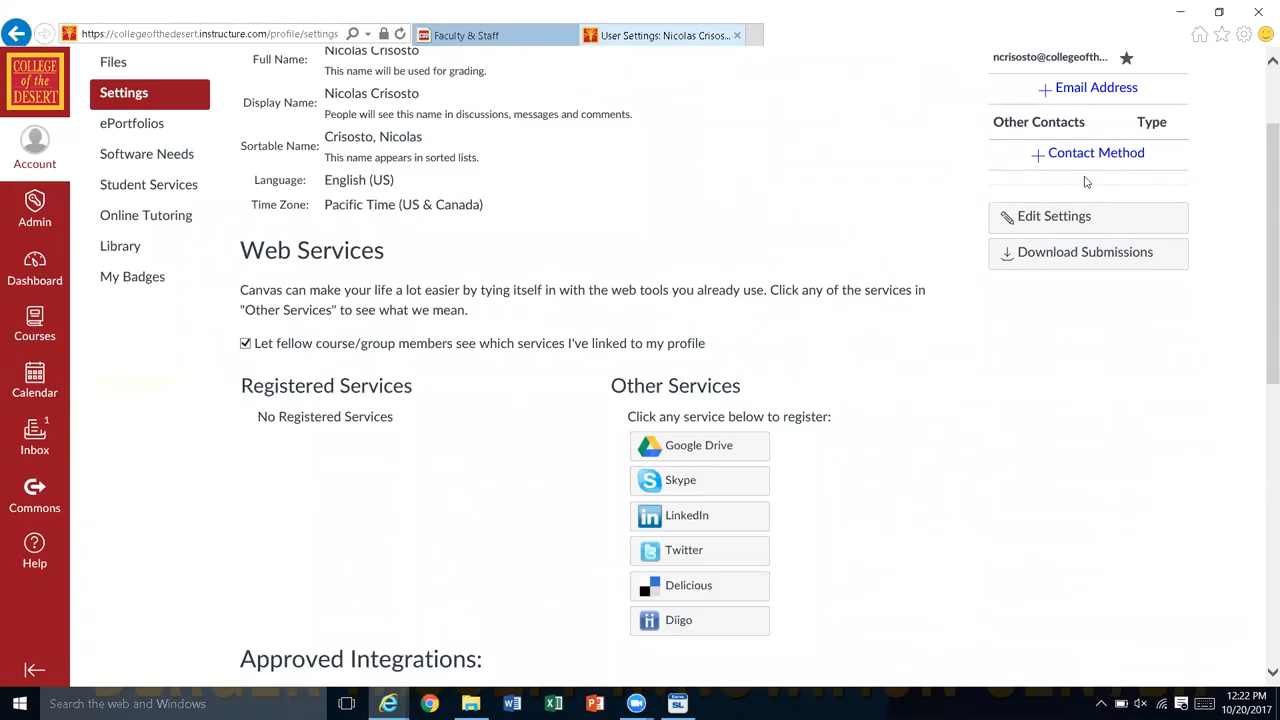 https://collegeofthedesert.instructure.com/profile/settings
Faculty & Staff
User Settings: Nicolas Crisos...
COLLEGE
of the
DESERT
Account
Admin
Dashboard
Courses
Calendar
1
Inbox
Commons
Help
Files
Settings
ePortfolios
Software Needs
Student Services
Online Tutoring
Library
My Badges
Full Name:
Nicolas Crisosto
This name will be used for grading.
Display Name:
Nicolas Crisosto
People will see this name in discussions, messages and comments.
Sortable Name:
Crisosto, Nicolas
This name appears in sorted lists.
Language:
English (US)
Time Zone:
Pacific Time (US & Canada)
Web Services
Canvas can make your life a lot easier by tying itself in with the web tools you already use. Click any of the services in
"Other Services" to see what we mean.
Let fellow course/group members see which services I've linked to my profile
Registered Services
No Registered Services
Other Services
Click any service below to register:
Google Drive
Skype
LinkedIn
Twitter
Delicious
Diigo
Approved Integrations:
ncrisosto@collegeofth...
Email Address
Other Contacts
Type
Contact Method
Edit Settings
Download Submissions
Search the web and Windows
12:22 PM
10/20/2017